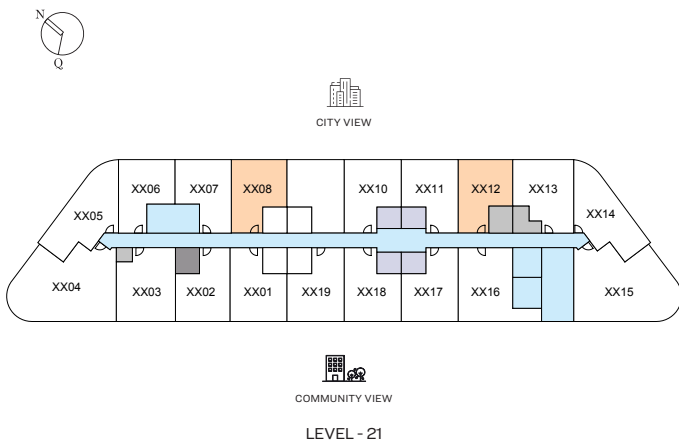 N
Q
CITY VIEW
XX06 XX07 XX08 XX10 XX11 XX12 XX13
XX05 XX14
XX04 XX03 XX02 XX01 XX19 XX18 XX17 XX16 XX15
COMMUNITY VIEW
LEVEL - 21